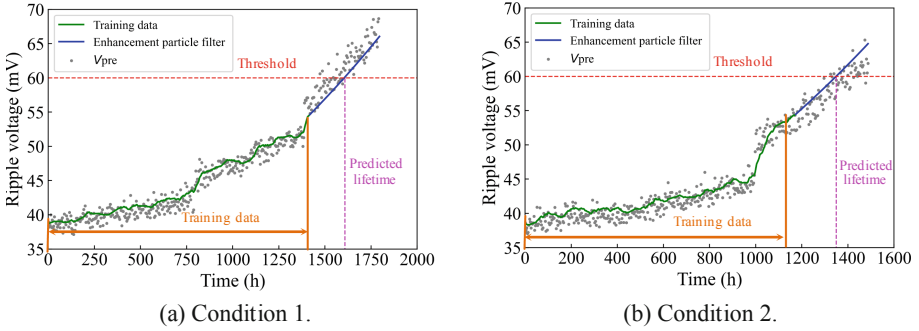 70
65
60
55
50
45
40
35
Ripple voltage (mV)
Training data
Enhancement particle filter
Vpre
Threshold
Predicted
lifetime
Training data
0 250 500 750 1000 1250 1500 1750 2000
Time (h)
(a) Condition 1.
70
65
60
55
50
45
40
35
Ripple voltage (mV)
Training data
Enhancement particle filter
Vpre
Threshold
Predicted
lifetime
Training data
0 200 400 600 800 1000 1200 1400 1600
Time (h)
(b) Condition 2.